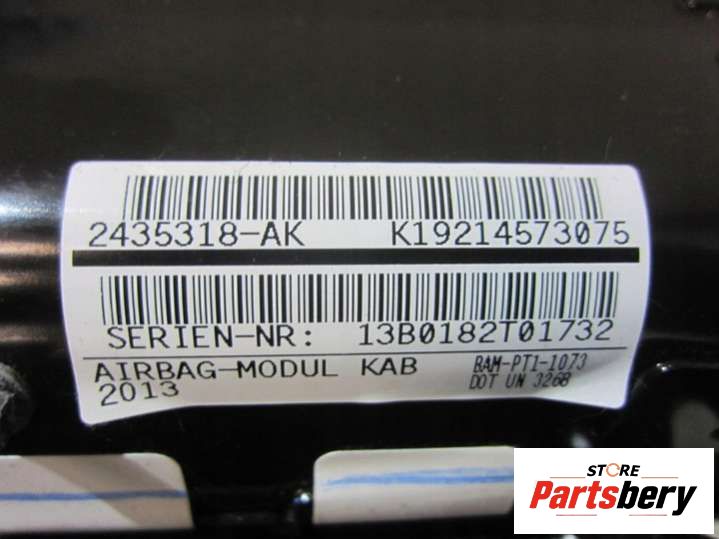 2435318-AK K19214573075
SERIEN-NR: 13B0182T01732
AIRBAG-MODUL KAB BAM-PT1-1073
2013 DOT UN 3268
STORE
Partsbery